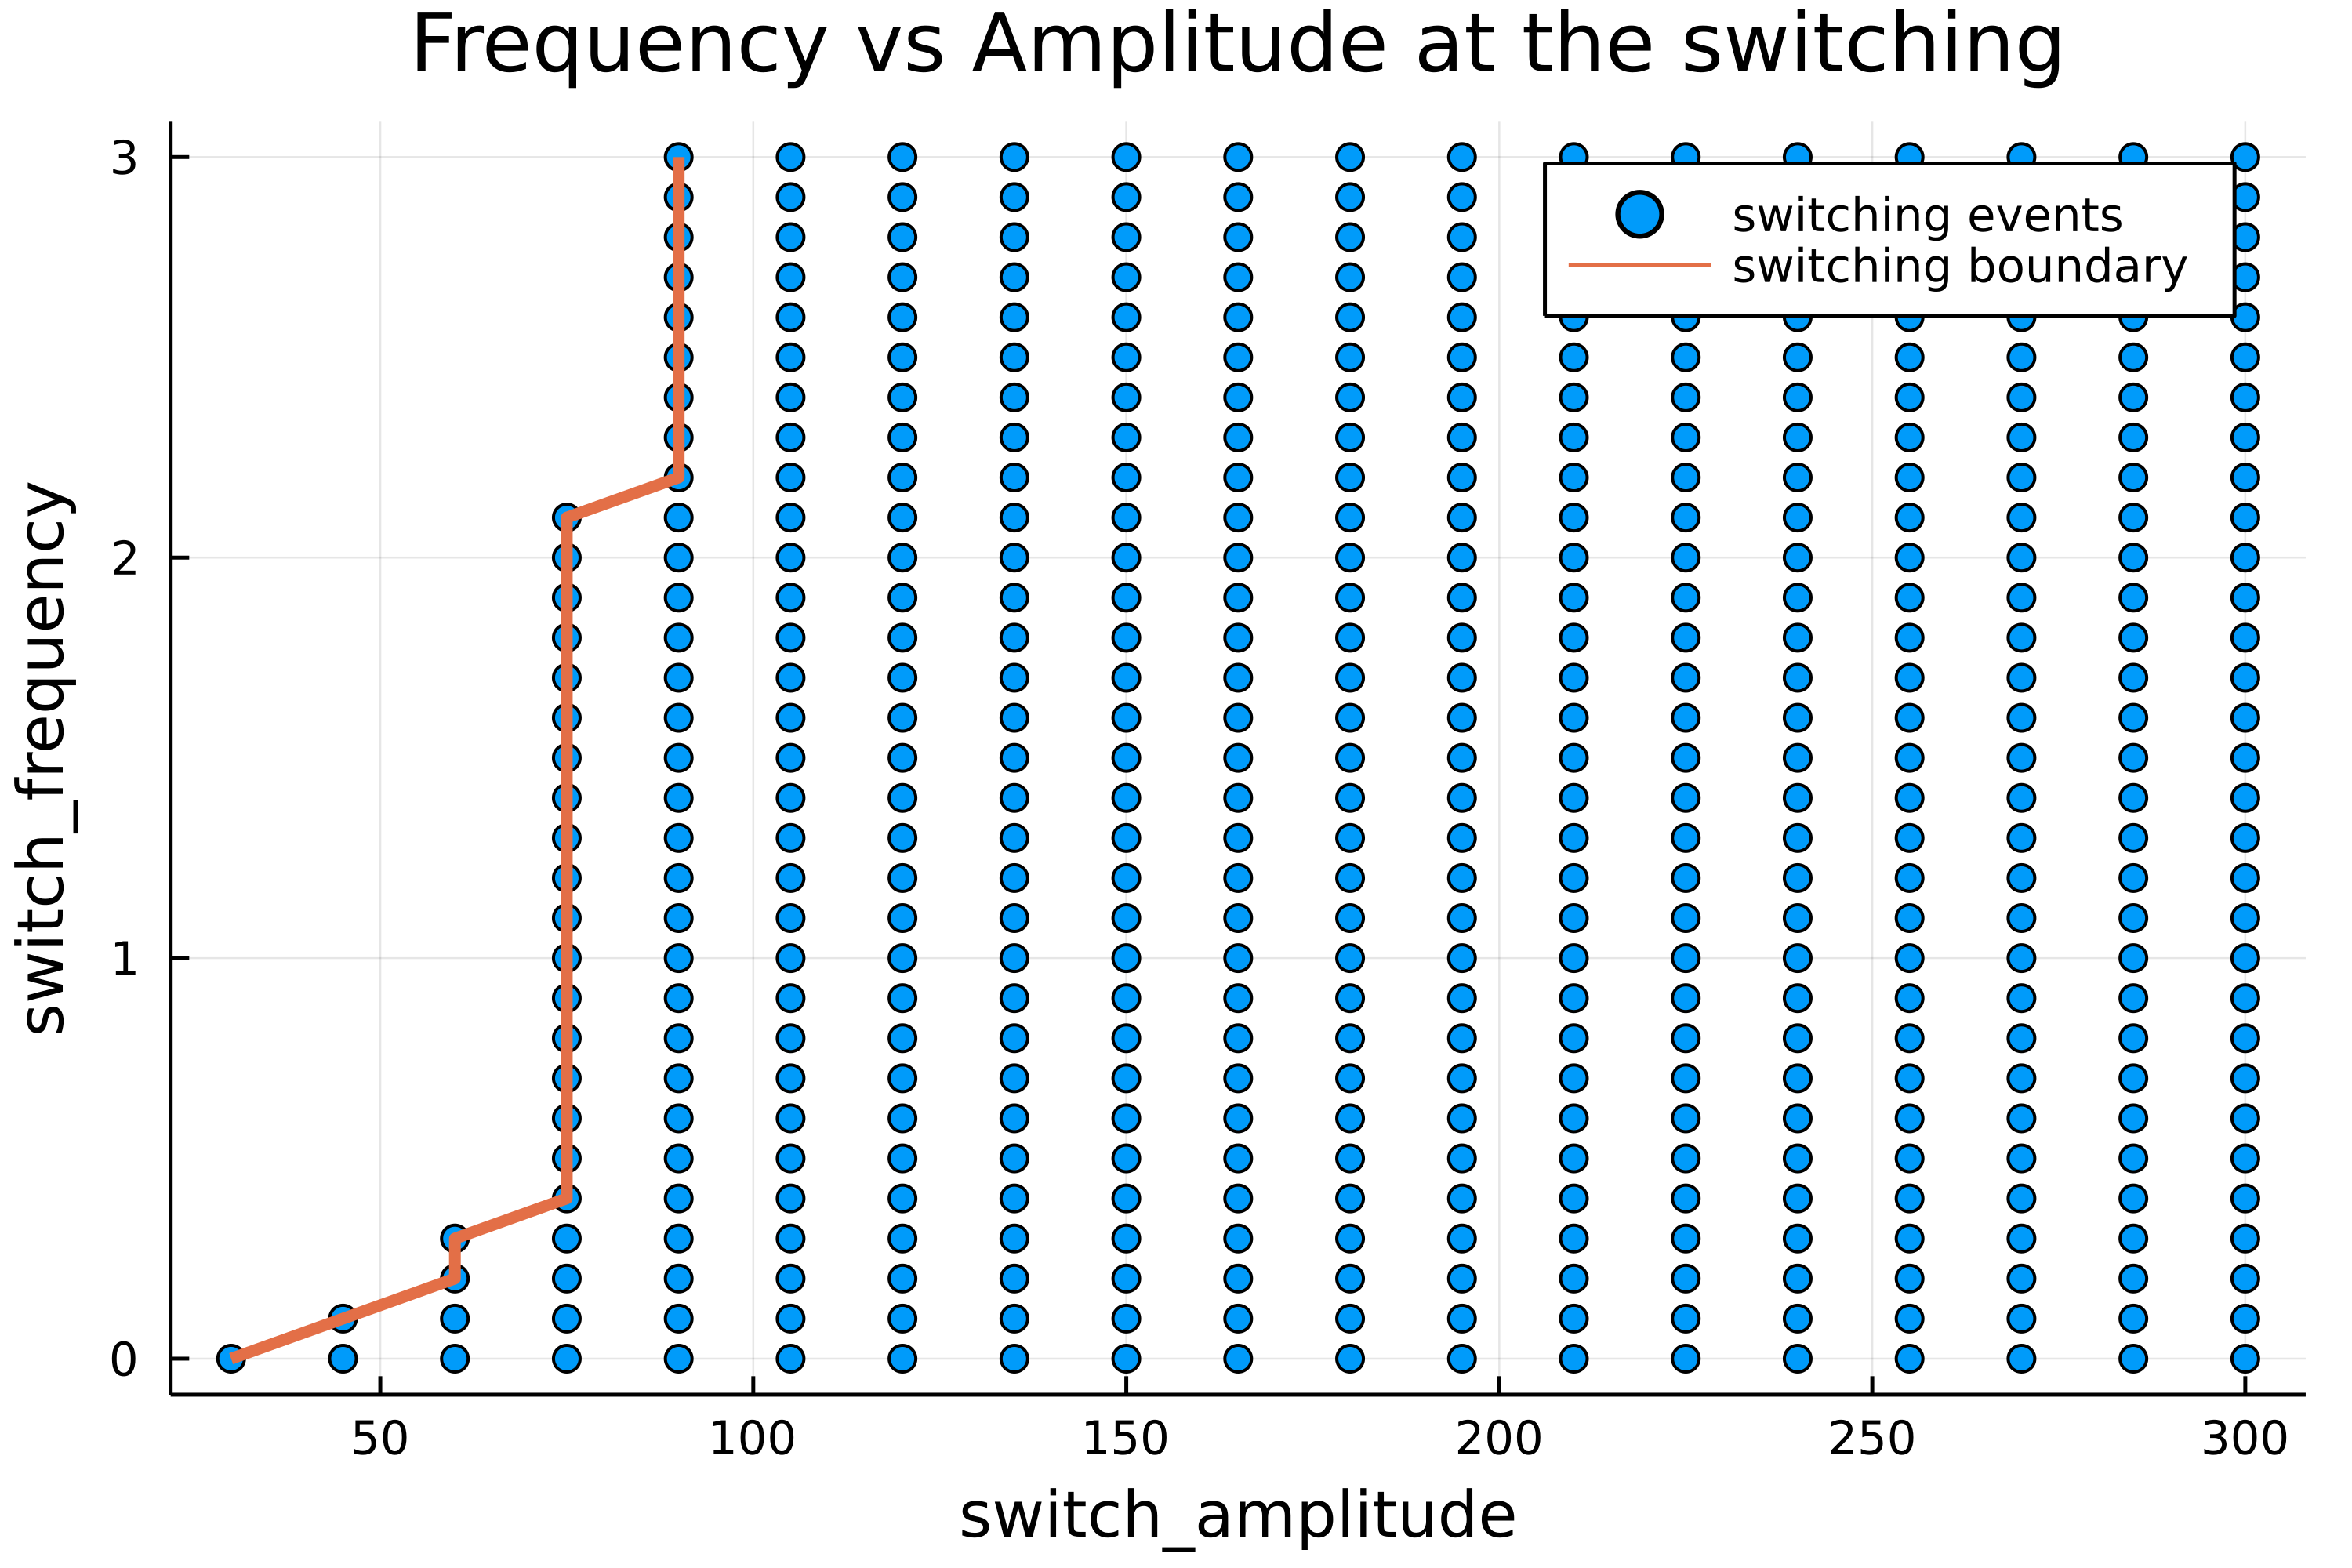 Frequency vs Amplitude at the switching
switching events
switching boundary
switch_frequency
3
2
1
0
50 100 150 200 250 300
switch_amplitude